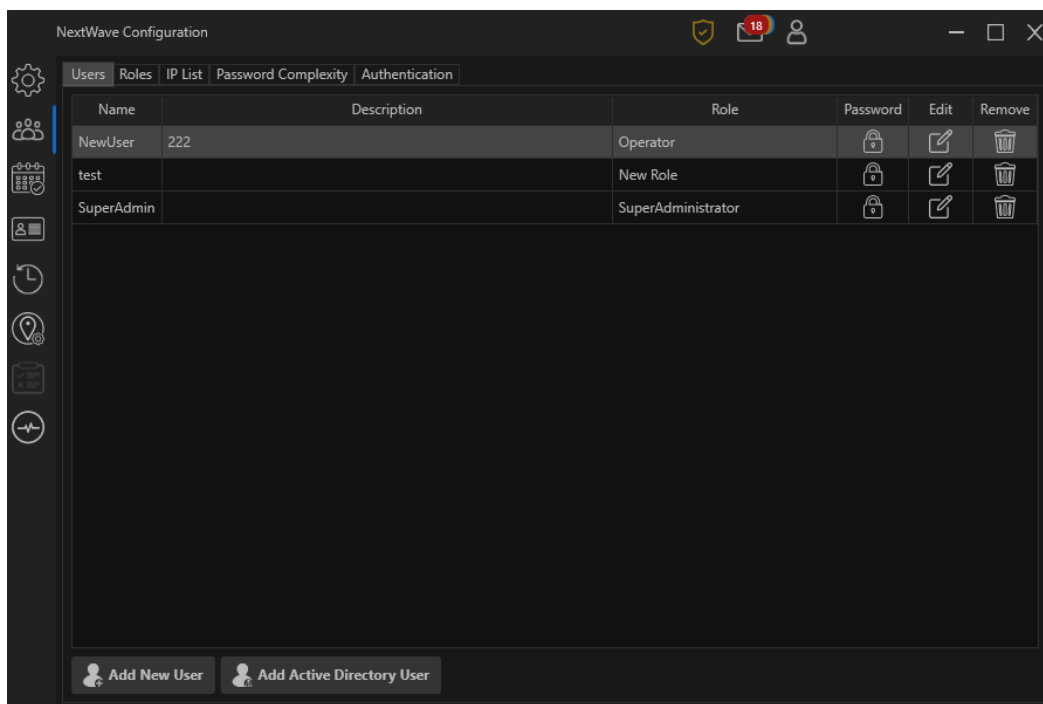 NextWave Configuration 18
Users Roles IP List Password Complexity Authentication
Name Description Role Password Edit Remove
NewUser 222 Operator
test New Role
SuperAdmin SuperAdministrator
Add New User Add Active Directory User